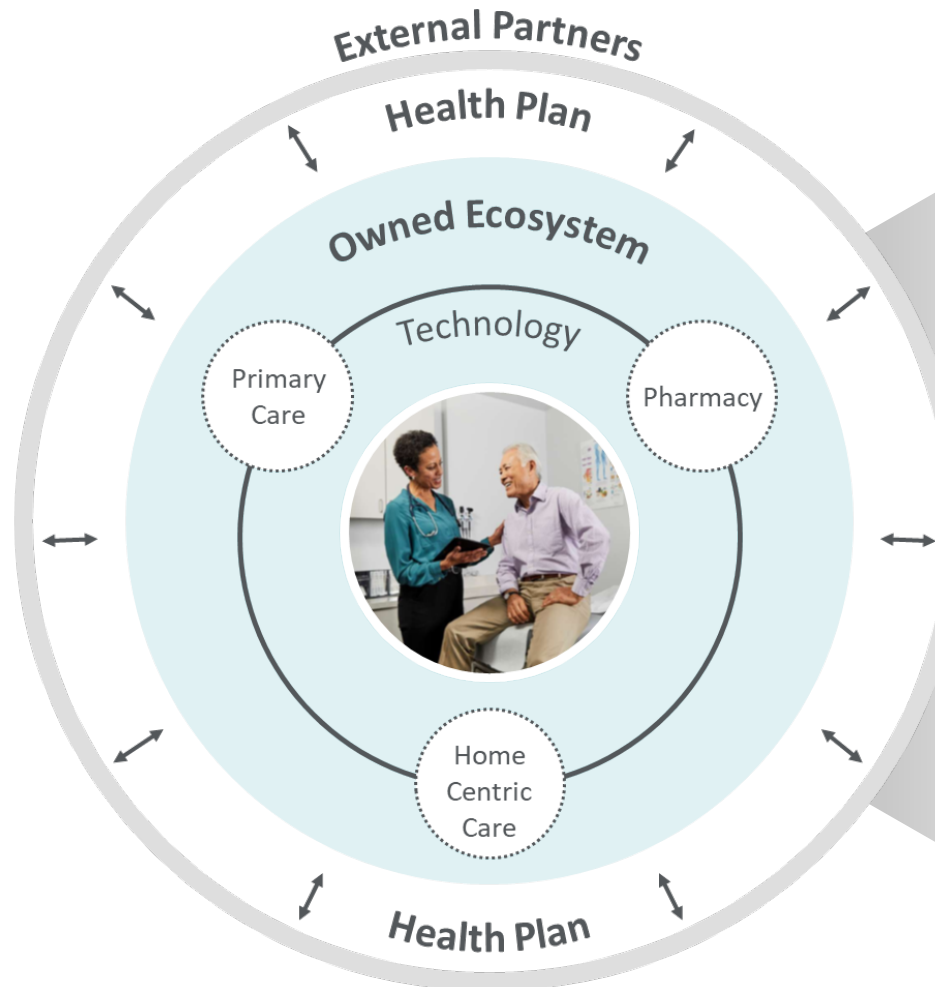 External Partners
Health Plan
Owned Ecosystem
Technology
Primary
Care
Pharmacy
Home
Centric
Care
Health Plan